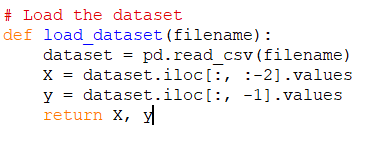 # Load the dataset
def load_dataset(filename):
    dataset = pd.read_csv(filename)
    X = dataset.iloc[:, :-2].values
    y = dataset.iloc[:, -1].values
    return X, y